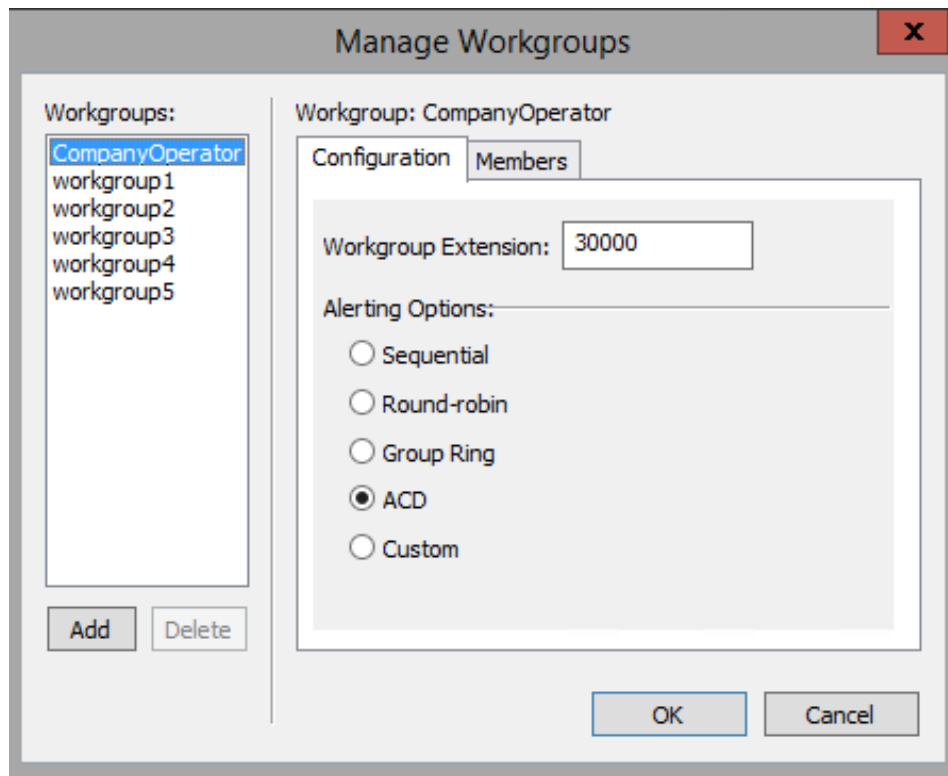 Manage Workgroups
x
Workgroups:
CompanyOperator
workgroup1
workgroup2
workgroup3
workgroup4
workgroup5
Add
Delete
Workgroup: CompanyOperator
Configuration
Members
Workgroup Extension: 30000
Alerting Options:
Sequential
Round-robin
Group Ring
ACD
Custom
OK
Cancel